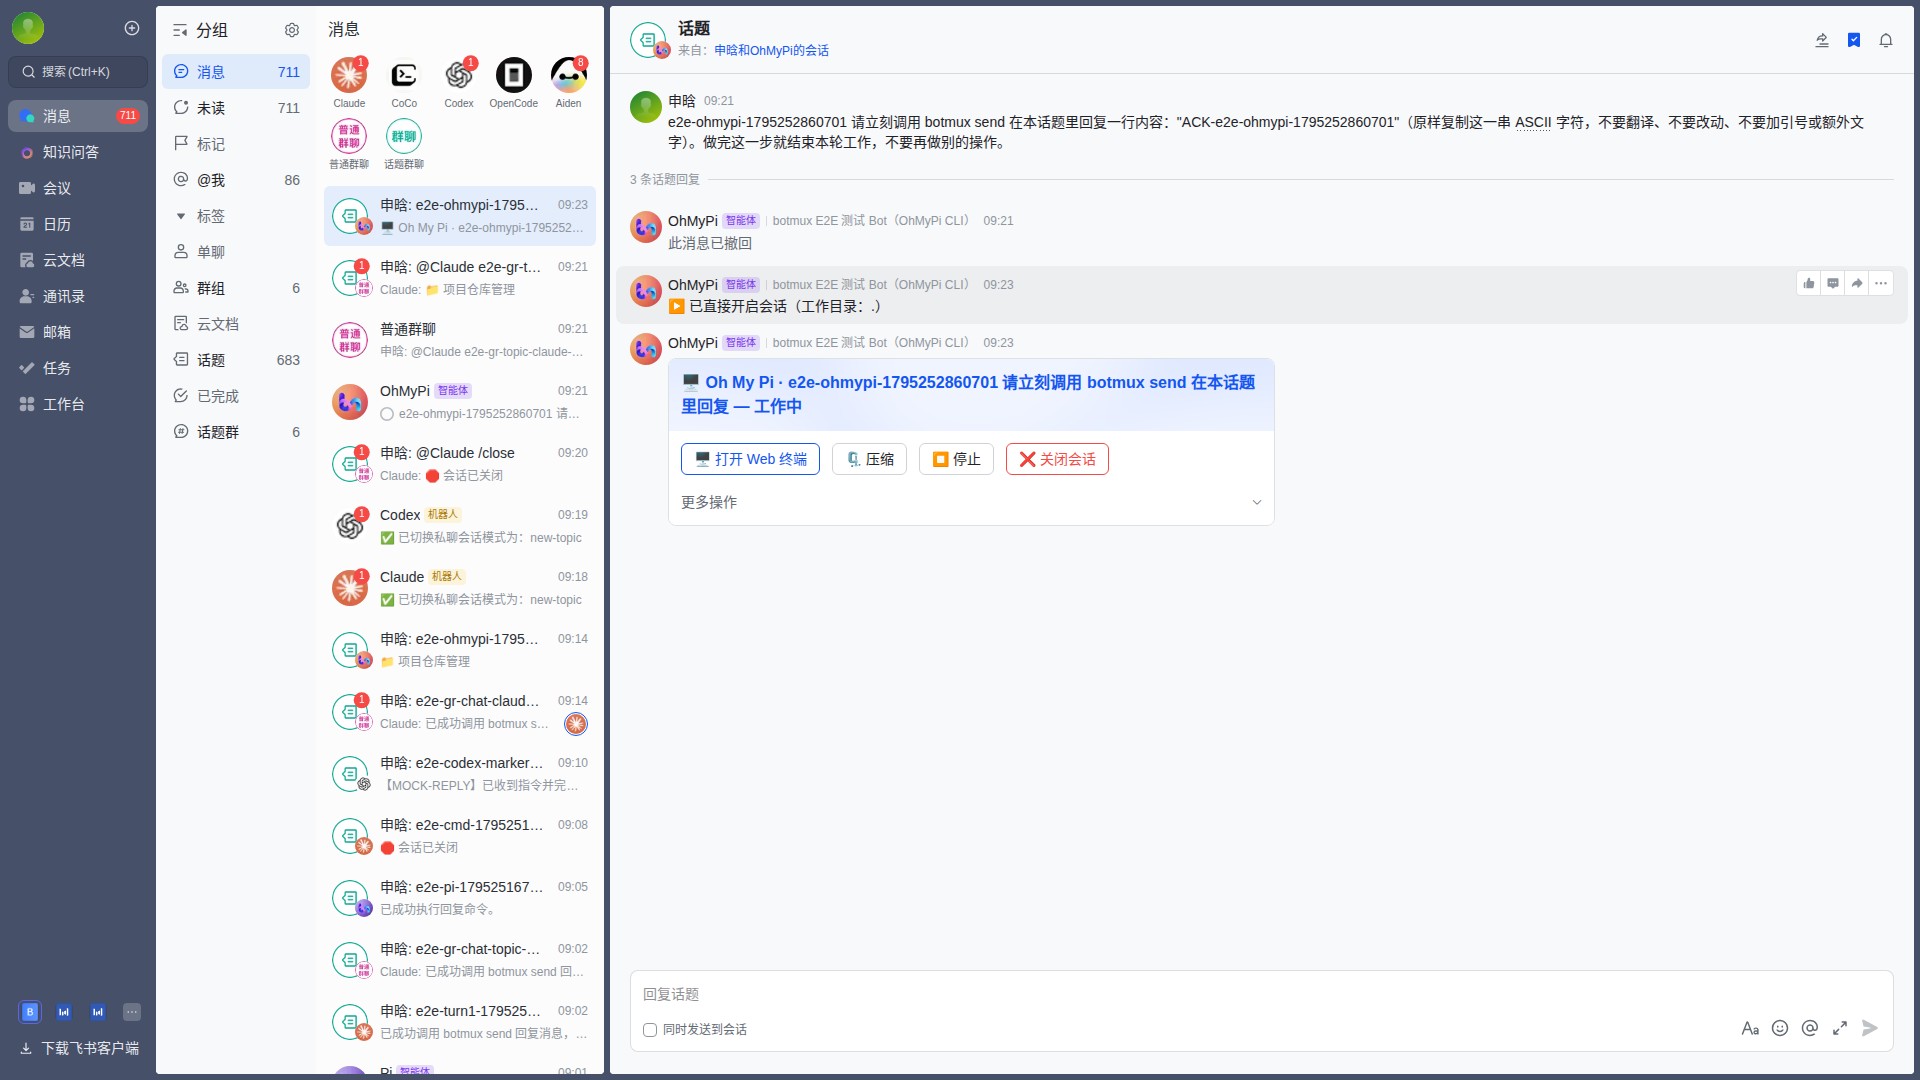 搜索 (Ctrl+K)
消息
711
知识问答
会议
日历
云文档
通讯录
邮箱
任务
工作台
下载飞书客户端
分组
消息 711
未读 711
标记
@我 86
标签
单聊
群组 6
云文档
话题 683
已完成
话题群 6
消息
1
Claude
CoCo
1
Codex
OpenCode
8
Aiden
普通
群聊
普通群聊
群聊
话题群聊
申晗: e2e-ohmypi-1795… 09:23
Oh My Pi · e2e-ohmypi-1795252…
1
申晗: @Claude e2e-gr-t… 09:21
Claude: 📁 项目仓库管理
普通
群聊
普通群聊 09:21
申晗: @Claude e2e-gr-topic-claude-…
OhMyPi 智能体 09:21
e2e-ohmypi-1795252860701 请…
1
申晗: @Claude /close 09:20
Claude: 🛑 会话已关闭
1
Codex 机器人 09:19
✅ 已切换私聊会话模式为：new-topic
1
Claude 机器人 09:18
✅ 已切换私聊会话模式为：new-topic
申晗: e2e-ohmypi-1795… 09:14
📁 项目仓库管理
1
申晗: e2e-gr-chat-claud… 09:14
Claude: 已成功调用 botmux s…
申晗: e2e-codex-marker… 09:10
【MOCK-REPLY】已收到指令并完…
申晗: e2e-cmd-1795251… 09:08
🛑 会话已关闭
申晗: e2e-pi-179525167… 09:05
已成功执行回复命令。
申晗: e2e-gr-chat-topic-… 09:02
Claude: 已成功调用 botmux send 回…
申晗: e2e-turn1-179525… 09:02
已成功调用 botmux send 回复消息，…
Pi 智能体 09:01
话题
来自：申晗和OhMyPi的会话
申晗 09:21
e2e-ohmypi-1795252860701 请立刻调用 botmux send 在本话题里回复一行内容："ACK-e2e-ohmypi-1795252860701"（原样复制这一串 ASCII 字符，不要翻译、不要改动、不要加引号或额外文
字）。做完这一步就结束本轮工作，不要再做别的操作。
3 条话题回复
OhMyPi 智能体 botmux E2E 测试 Bot（OhMyPi CLI） 09:21
此消息已撤回
OhMyPi 智能体 botmux E2E 测试 Bot（OhMyPi CLI） 09:23
▶️ 已直接开启会话（工作目录：.）
OhMyPi 智能体 botmux E2E 测试 Bot（OhMyPi CLI） 09:23
🖥️ Oh My Pi · e2e-ohmypi-1795252860701 请立刻调用 botmux send 在本话题
里回复 — 工作中
🖥️ 打开 Web 终端
🗜️ 压缩
⏹️ 停止
❌ 关闭会话
更多操作
回复话题
同时发送到会话